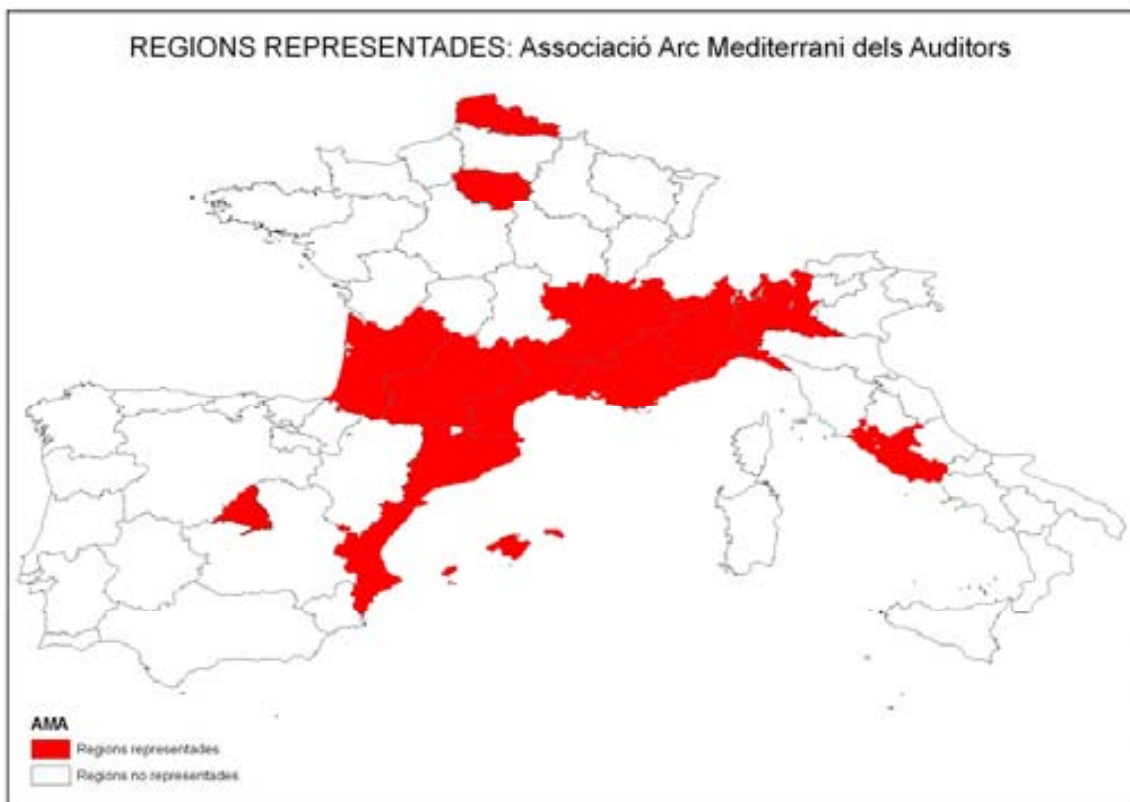 REGIONS REPRESENTADES: Associació Arc Mediterrani dels Auditors
AMA
Regions representades
Regions no representades